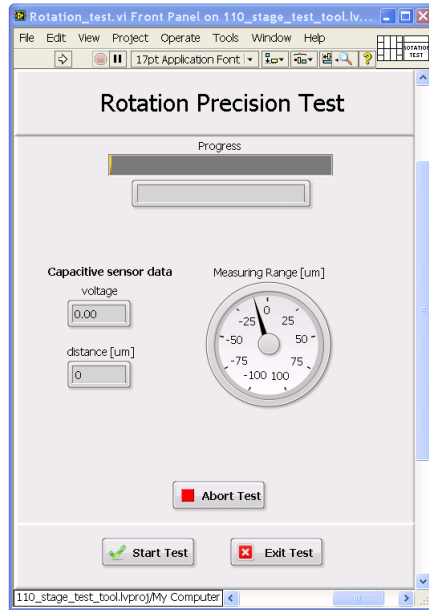 Rotation_test.vi Front Panel on 110_stage_test_tool.lv...
File Edit View Project Operate Tools Window Help
17pt Application Font
ROTATION
TEST
Rotation Precision Test
Progress
Capacitive sensor data
voltage
0.00
distance [um]
0
Measuring Range [um]
0
-25 25
-50 50
-75 75
-100 100
Abort Test
Start Test
Exit Test
110_stage_test_tool.lvproj/My Computer